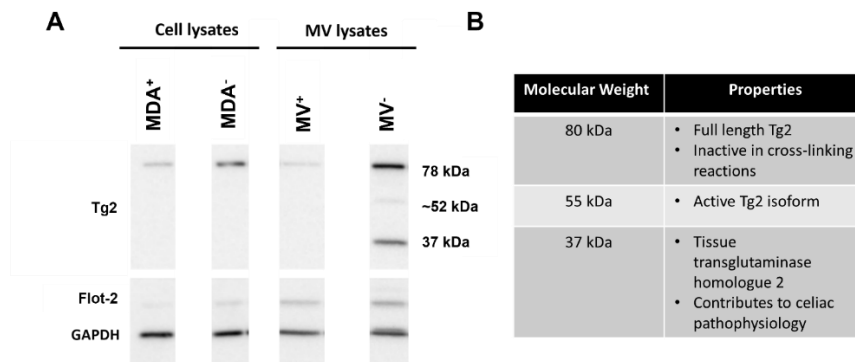 A
Cell lysates
MV lysates
MDA⁺
MDA⁻
MV⁺
MV⁻
Tg2
78 kDa
~52 kDa
37 kDa
Flot-2
GAPDH
B
Molecular Weight
Properties
80 kDa
• Full length Tg2
• Inactive in cross-linking
reactions
55 kDa
• Active Tg2 isoform
37 kDa
• Tissue
transglutaminase
homologue 2
• Contributes to celiac
pathophysiology